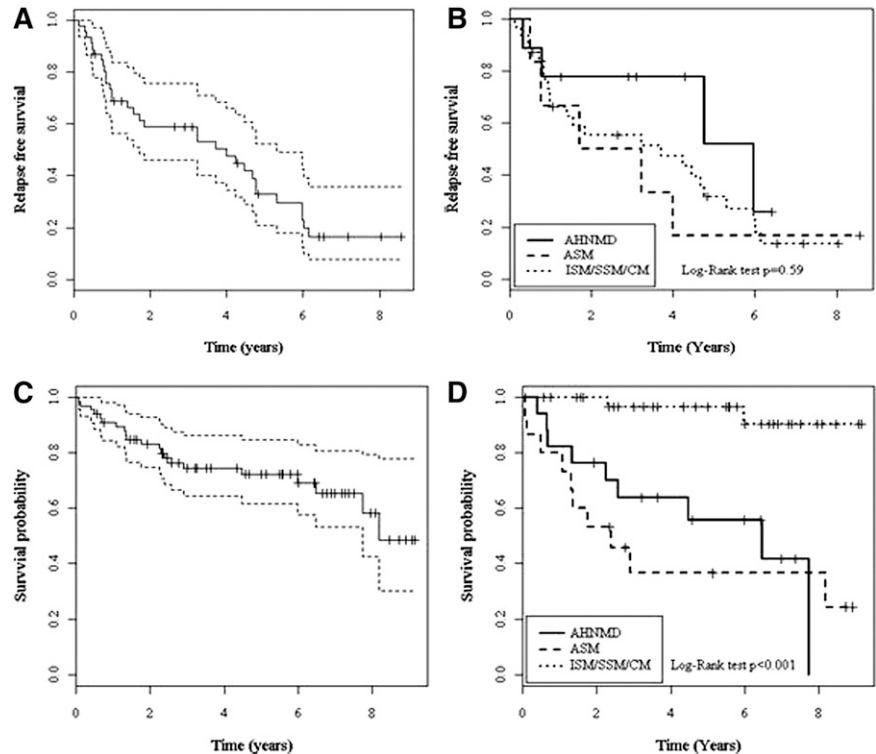 A
Relapse free survvial
1.0
0.8
0.6
0.4
0.2
0.0
0 2 4 6 8
Time (years)
B
Relapse free survvial
1.0
0.8
0.6
0.4
0.2
0.0
AHNMD
ASM
ISM/SSM/CM
Log-Rank test p=0.59
0 2 4 6 8
Time (Years)
C
Survvial probability
1.0
0.8
0.6
0.4
0.2
0.0
0 2 4 6 8
Time (years)
D
Survival probability
1.0
0.8
0.6
0.4
0.2
0.0
AHNMD
ASM
ISM/SSM/CM
Log-Rank test p<0.001
0 2 4 6 8
Time (Years)